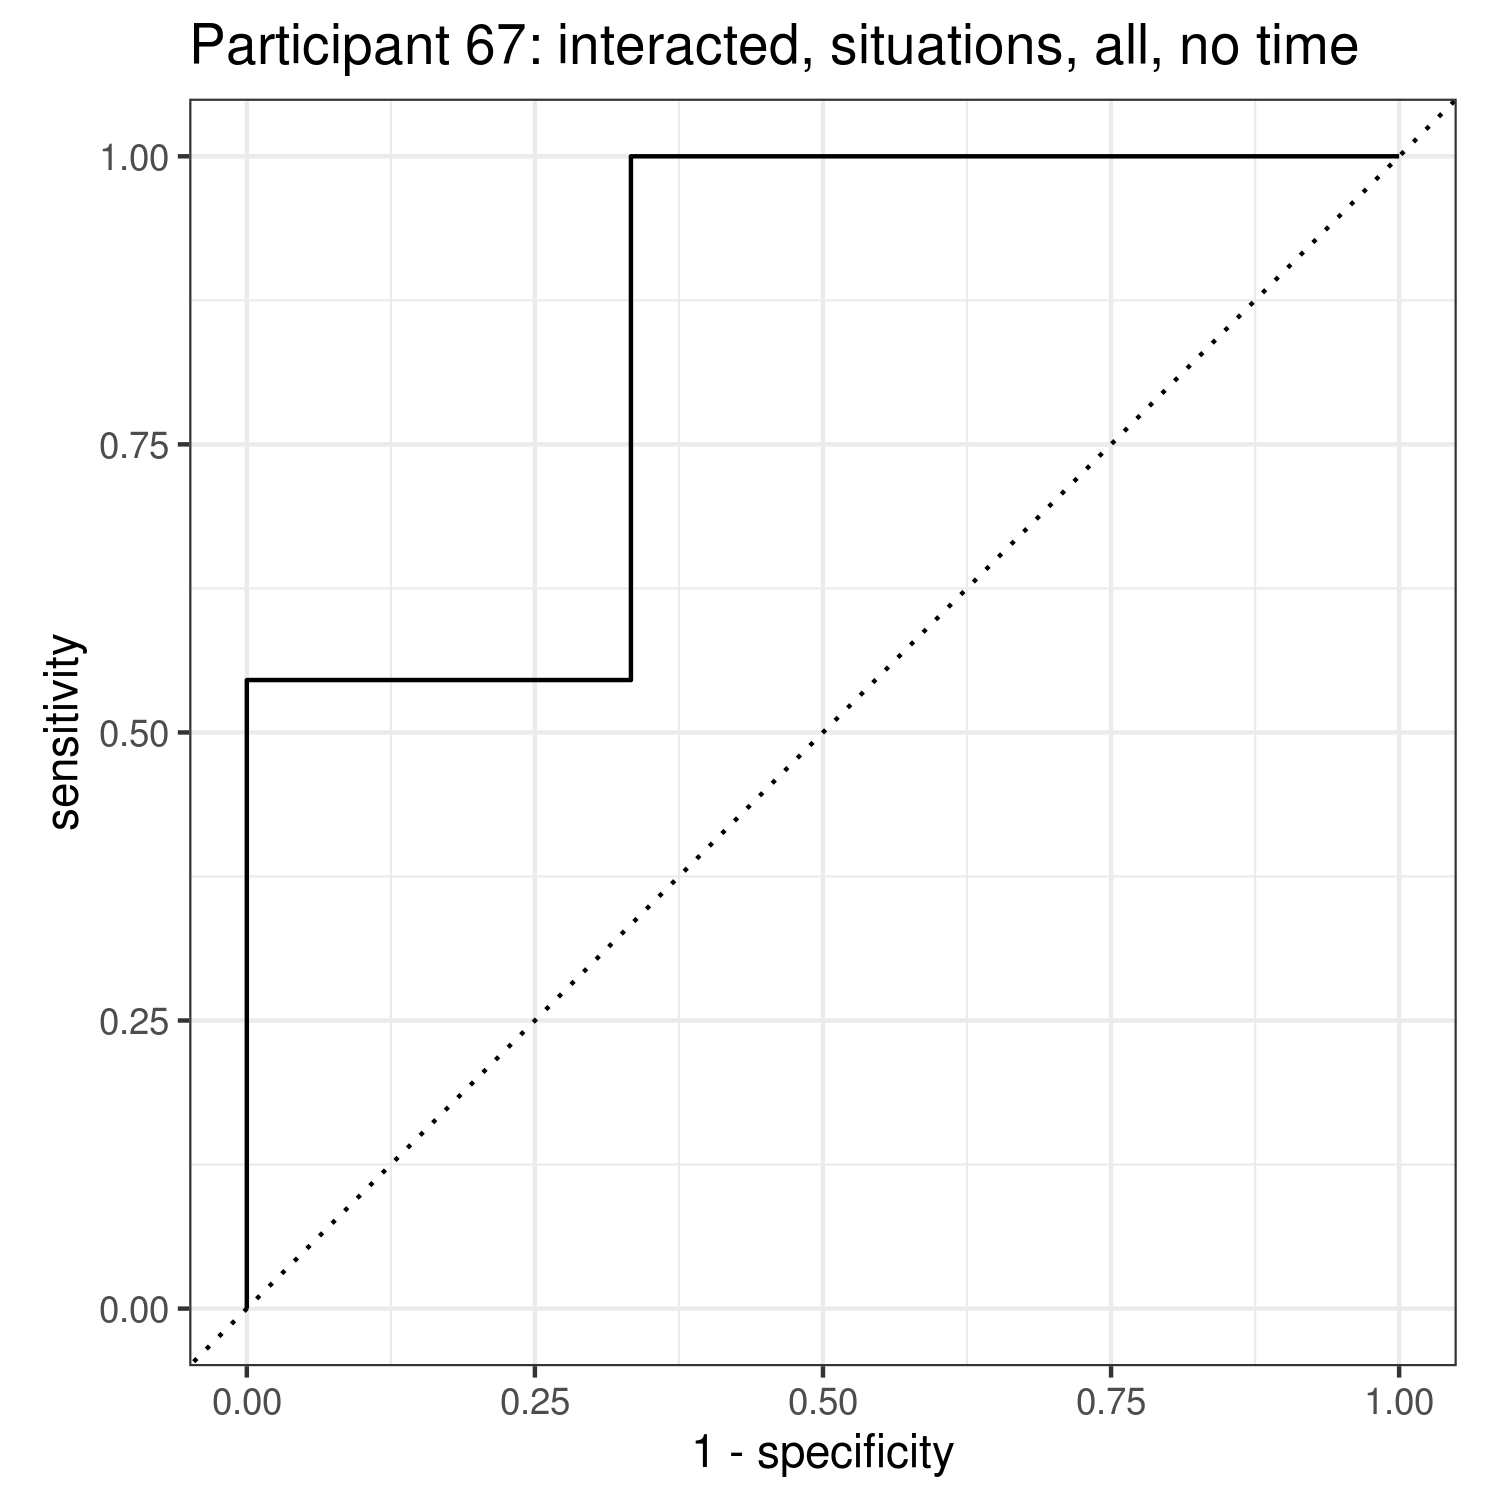 Participant 67: interacted, situations, all, no time
1.00
0.75
0.50
0.25
0.00
sensitivity
0.00 0.25 0.50 0.75 1.00
1 - specificity